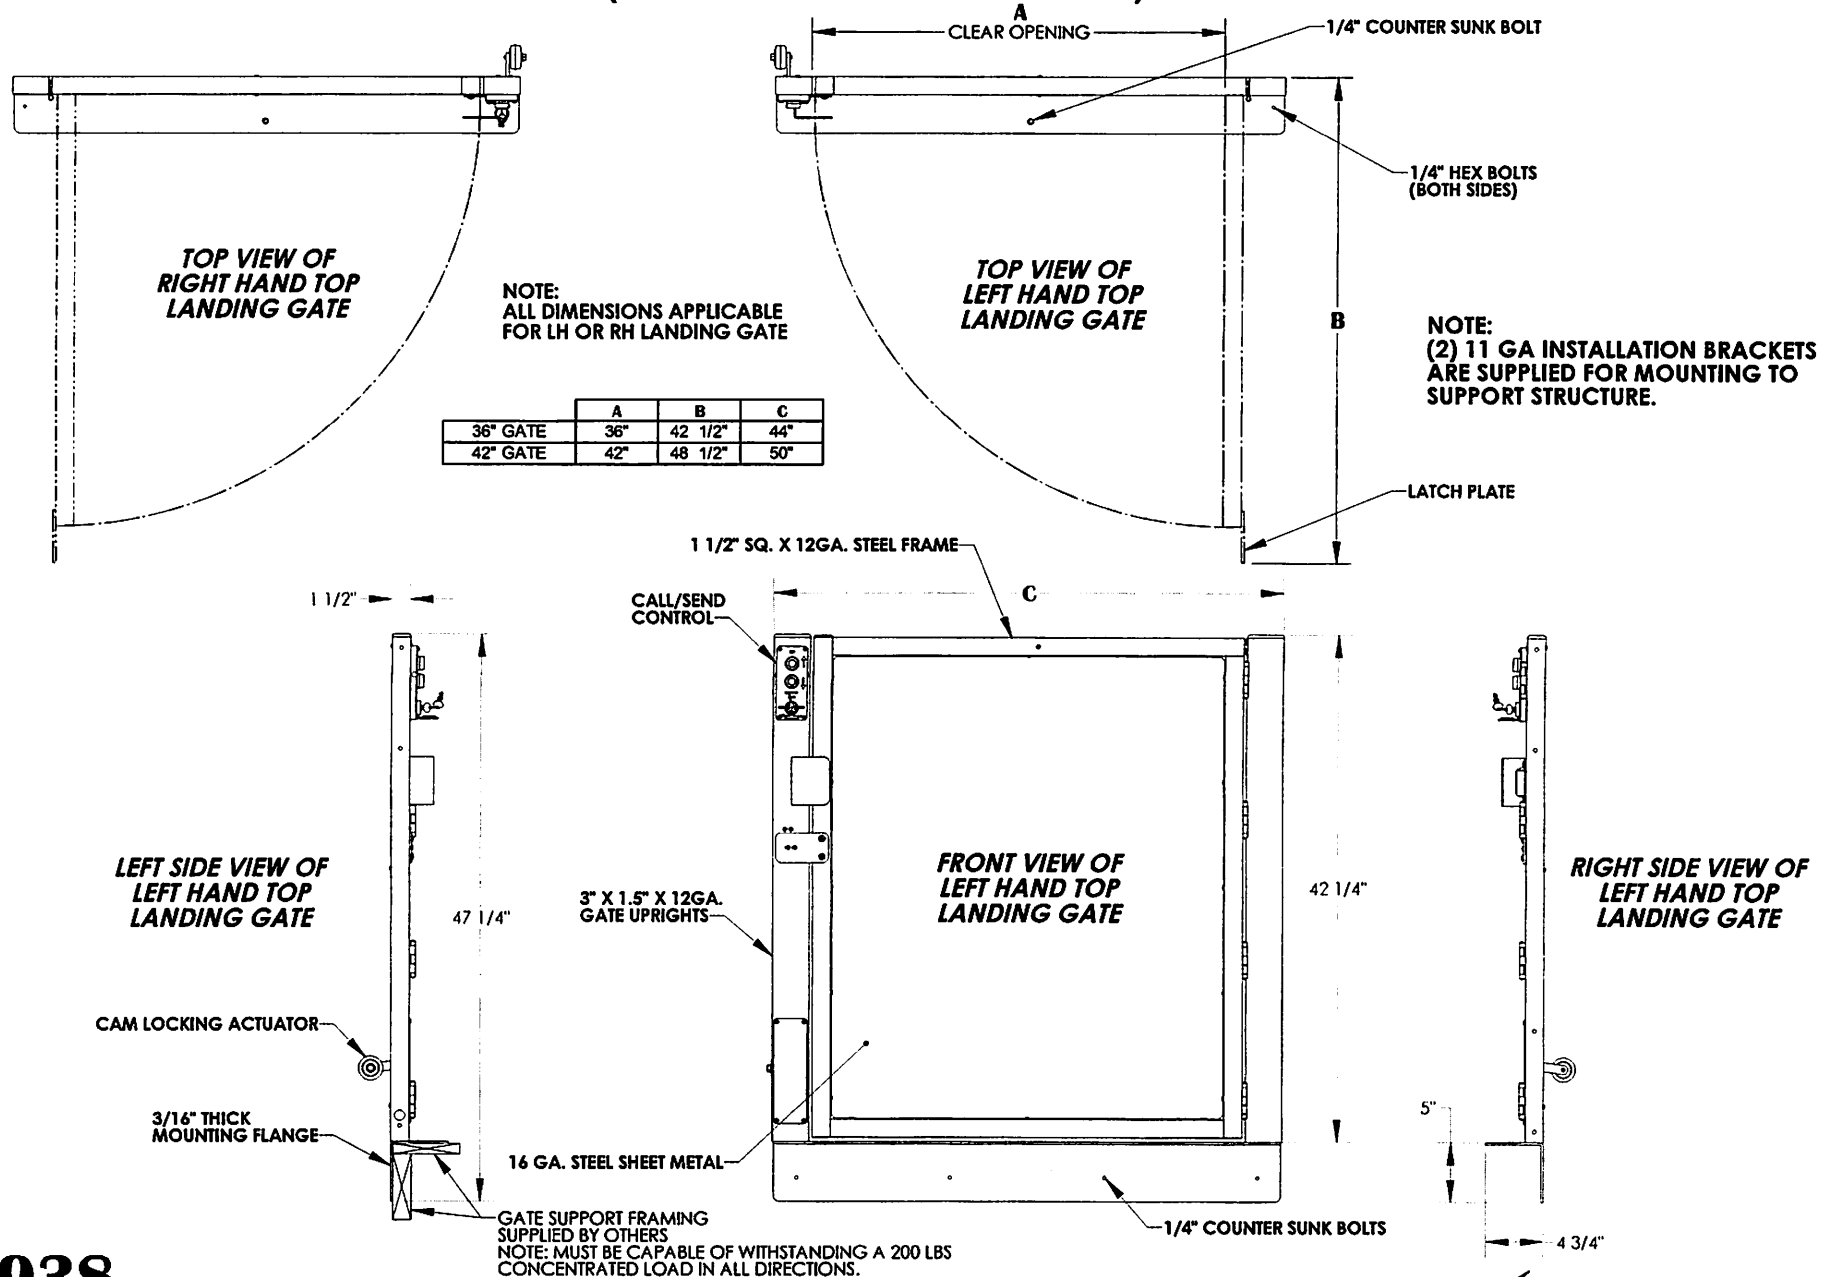 A
CLEAR OPENING
1/4" COUNTER SUNK BOLT
1/4" HEX BOLTS
(BOTH SIDES)
TOP VIEW OF
RIGHT HAND TOP
LANDING GATE
NOTE:
ALL DIMENSIONS APPLICABLE
FOR LH OR RH LANDING GATE
TOP VIEW OF
LEFT HAND TOP
LANDING GATE
B
NOTE:
(2) 11 GA INSTALLATION BRACKETS
ARE SUPPLIED FOR MOUNTING TO
SUPPORT STRUCTURE.
A B C
36" GATE 36" 42 1/2" 44"
42" GATE 42" 48 1/2" 50"
LATCH PLATE
1 1/2" SQ. X 12GA. STEEL FRAME
1 1/2"
CALL/SEND
CONTROL
C
LEFT SIDE VIEW OF
LEFT HAND TOP
LANDING GATE
47 1/4"
3" X 1.5" X 12GA.
GATE UPRIGHTS
FRONT VIEW OF
LEFT HAND TOP
LANDING GATE
42 1/4"
RIGHT SIDE VIEW OF
LEFT HAND TOP
LANDING GATE
CAM LOCKING ACTUATOR
3/16" THICK
MOUNTING FLANGE
16 GA. STEEL SHEET METAL
5"
GATE SUPPORT FRAMING
SUPPLIED BY OTHERS
NOTE: MUST BE CAPABLE OF WITHSTANDING A 200 LBS
CONCENTRATED LOAD IN ALL DIRECTIONS.
1/4" COUNTER SUNK BOLTS
4 3/4"